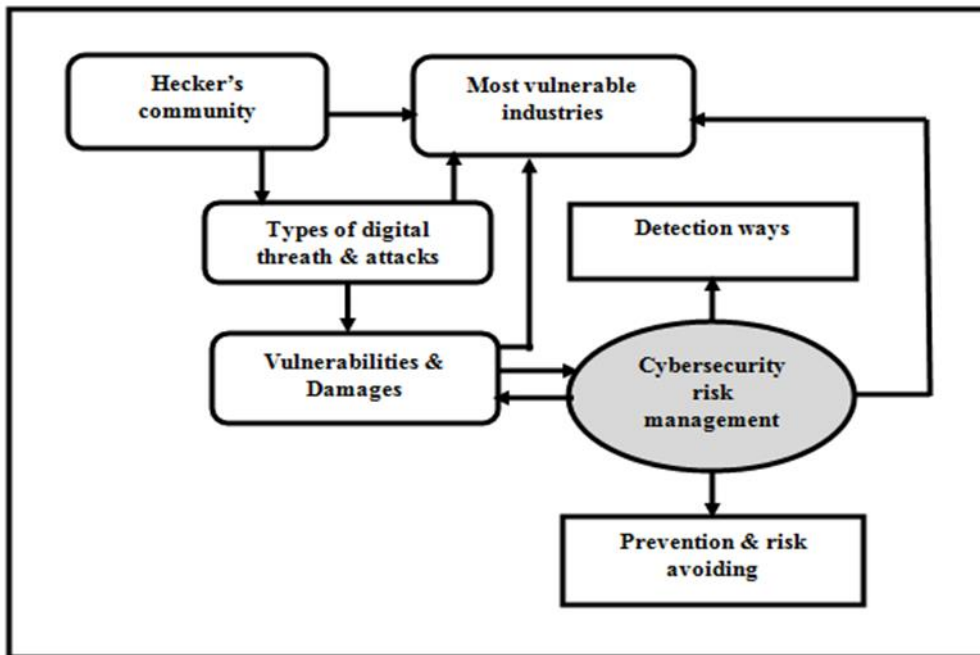 Hecker's
community
Most vulnerable
industries
Types of digital
threath & attacks
Detection ways
Vulnerabilities &
Damages
Cybersecurity
risk
management
Prevention & risk
avoiding